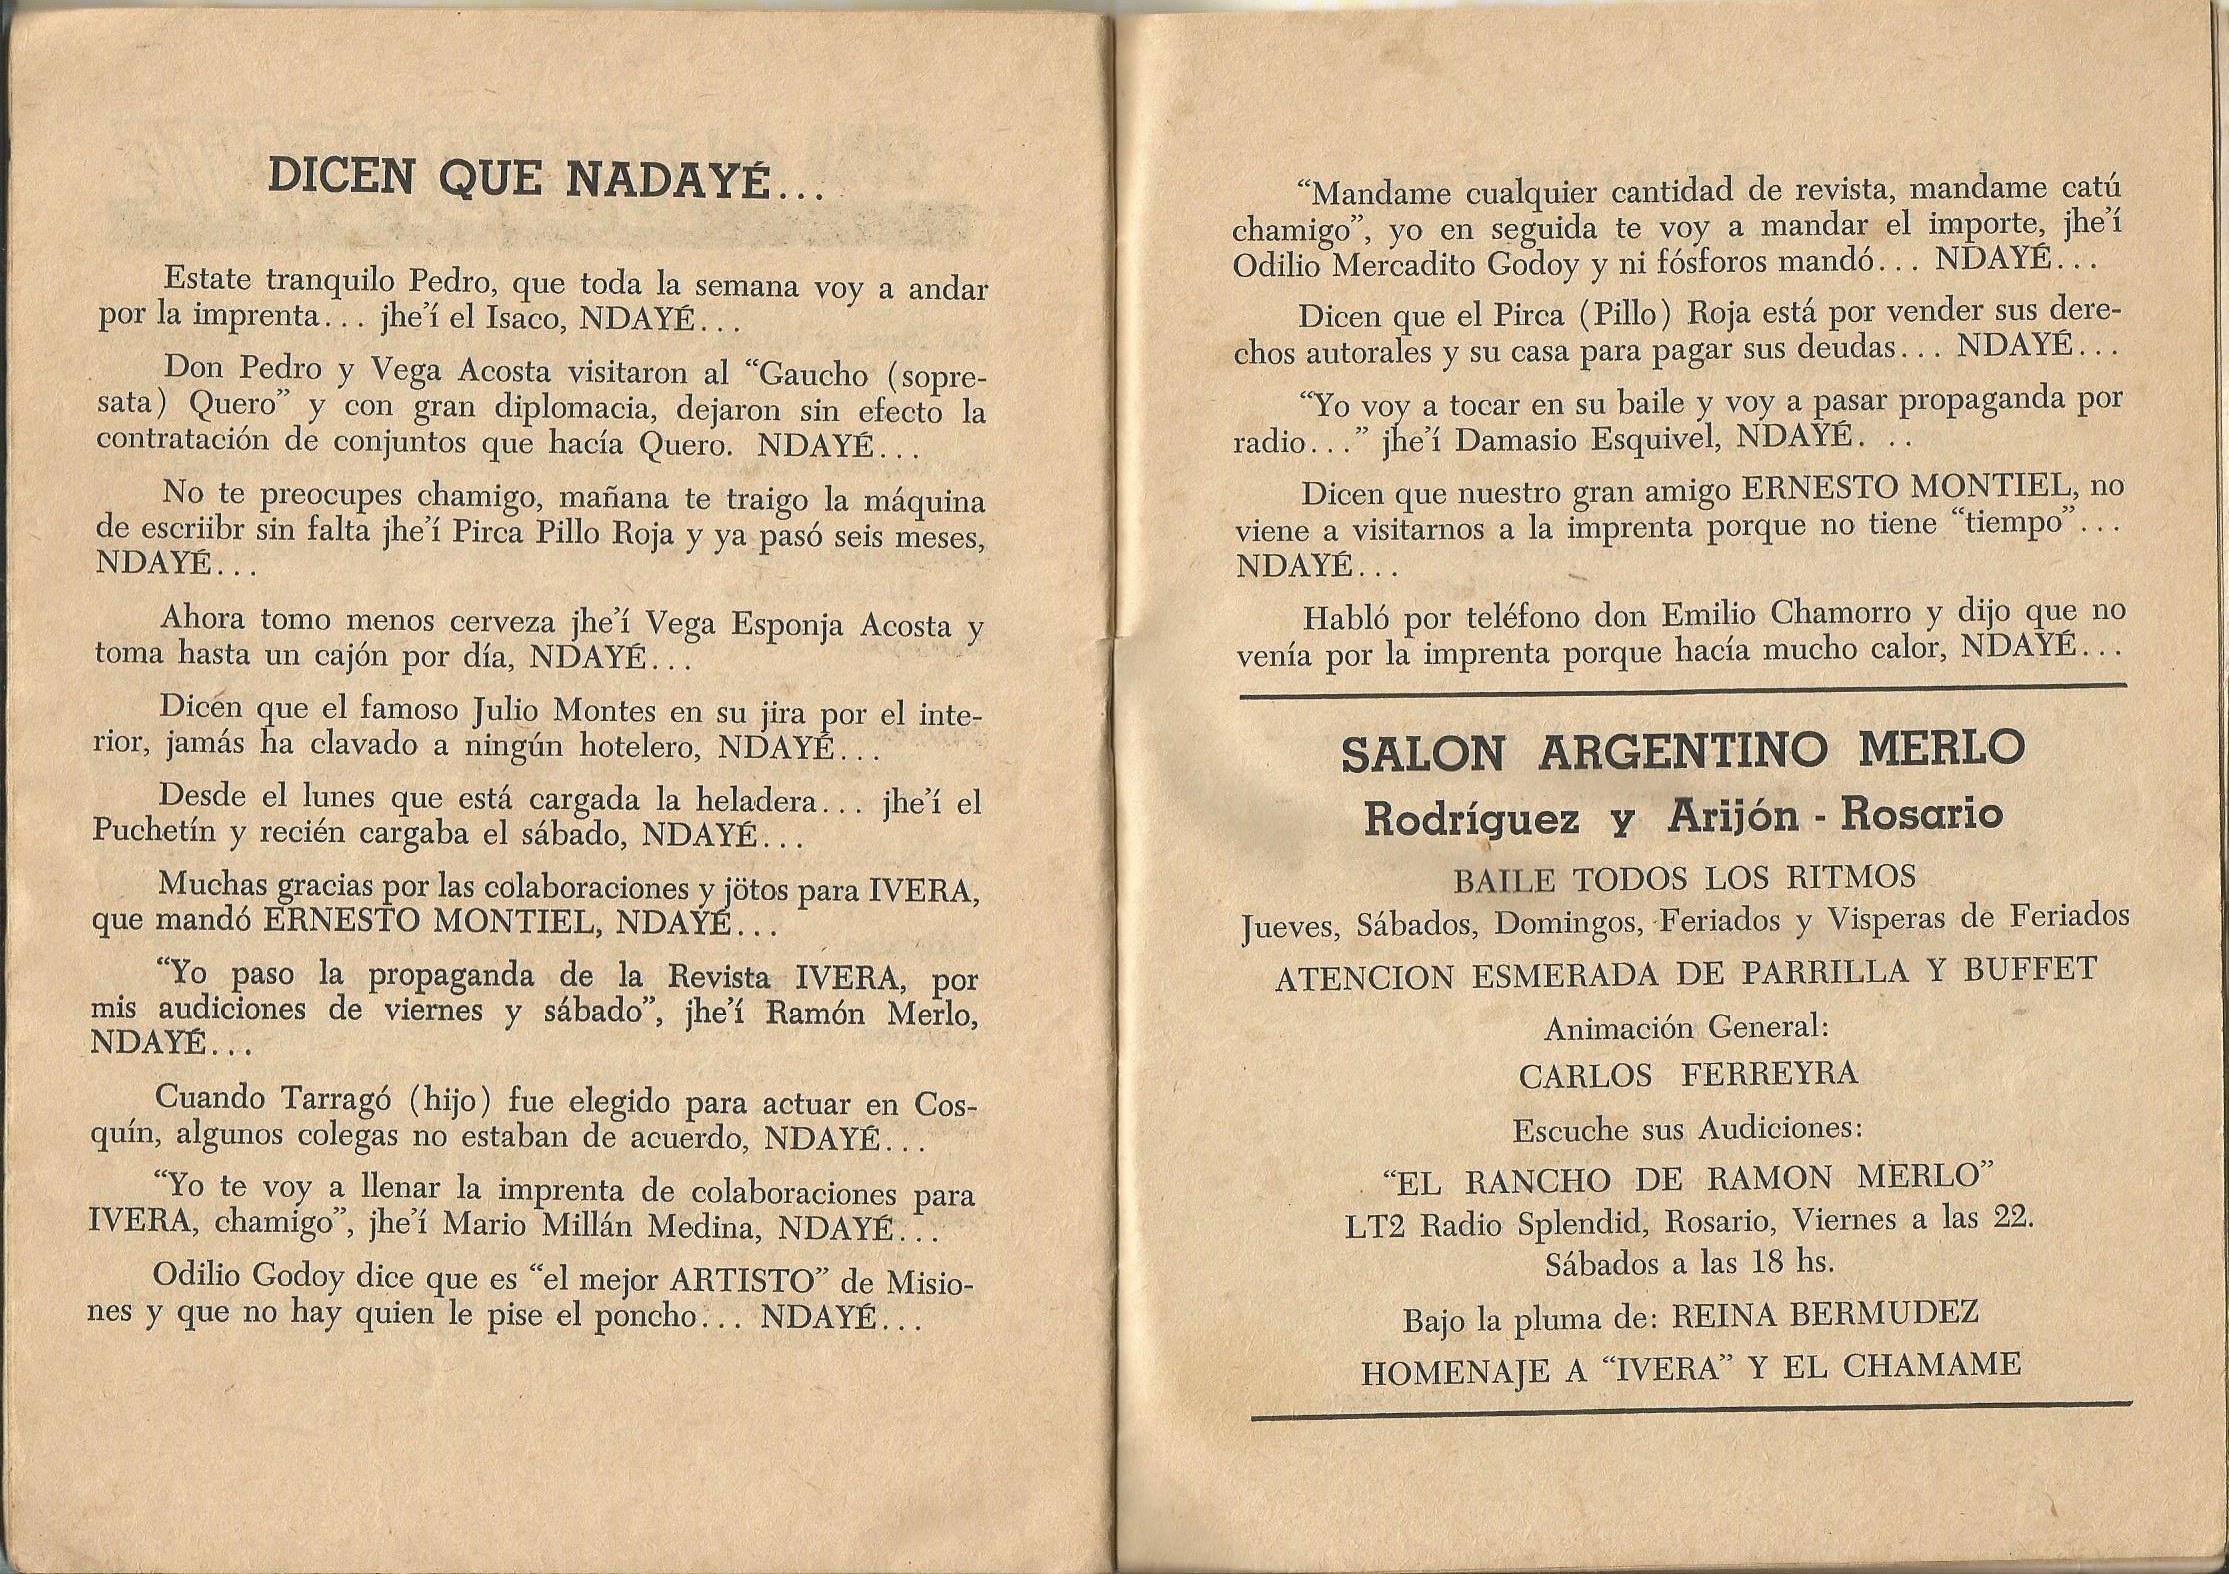 DICEN QUE NADAYÉ...
Estate tranquilo Pedro, que toda la semana voy a andar
por la imprenta... jhe’í el Isaco, NDAYÉ...
Don Pedro y Vega Acosta visitaron al “Gaucho (sopre-
sata) Quero” y con gran diplomacia, dejaron sin efecto la
contratación de conjuntos que hacía Quero. NDAYÉ...
No te preocupes chamigo, mañana te traigo la máquina
de escriibr sin falta jhe’í Pirca Pillo Roja y ya pasó seis meses,
NDAYÉ...
Ahora tomo menos cerveza jhe’í Vega Esponja Acosta y
toma hasta un cajón por día, NDAYÉ...
Dicen que el famoso Julio Montes en su jira por el inte-
rior, jamás ha clavado a ningún hotelero, NDAYÉ...
Desde el lunes que está cargada la heladera... jhe’í el
Puchetín y recién cargaba el sábado, NDAYÉ...
Muchas gracias por las colaboraciones y jötos para IVERA,
que mandó ERNESTO MONTIEL, NDAYÉ...
“Yo paso la propaganda de la Revista IVERA, por
mis audiciones de viernes y sábado”, jhe’í Ramón Merlo,
NDAYÉ...
Cuando Tarragó (hijo) fue elegido para actuar en Cos-
quín, algunos colegas no estaban de acuerdo, NDAYÉ...
“Yo te voy a llenar la imprenta de colaboraciones para
IVERA, chamigo”, jhe’í Mario Millán Medina, NDAYÉ...
Odilio Godoy dice que es “el mejor ARTISTO” de Misio-
nes y que no hay quien le pise el poncho... NDAYÉ...
“Mandame cualquier cantidad de revista, mandame catú
chamigo”, yo en seguida te voy a mandar el importe, jhe’í
Odilio Mercadito Godoy y ni fósforos mandó... NDAYÉ...
Dicen que el Pirca (Pillo) Roja está por vender sus dere-
chos autorales y su casa para pagar sus deudas... NDAYÉ...
“Yo voy a tocar en su baile y voy a pasar propaganda por
radio...” jhe’í Damasio Esquivel, NDAYÉ. ..
Dicen que nuestro gran amigo ERNESTO MONTIEL, no
viene a visitarnos a la imprenta porque no tiene “tiempo”...
NDAYÉ...
Habló por teléfono don Emilio Chamorro y dijo que no
venía por la imprenta porque hacía mucho calor, NDAYÉ...
SALON ARGENTINO MERLO
Rodríguez y Arijón - Rosario
BAILE TODOS LOS RITMOS
Jueves, Sábados, Domingos, Feriados y Visperas de Feriados
ATENCION ESMERADA DE PARRILLA Y BUFFET
Animación General:
CARLOS FERREYRA
Escuche sus Audiciones:
“EL RANCHO DE RAMON MERLO”
LT2 Radio Splendid, Rosario, Viernes a las 22.
Sábados a las 18 hs.
Bajo la pluma de: REINA BERMUDEZ
HOMENAJE A “IVERA” Y EL CHAMAME